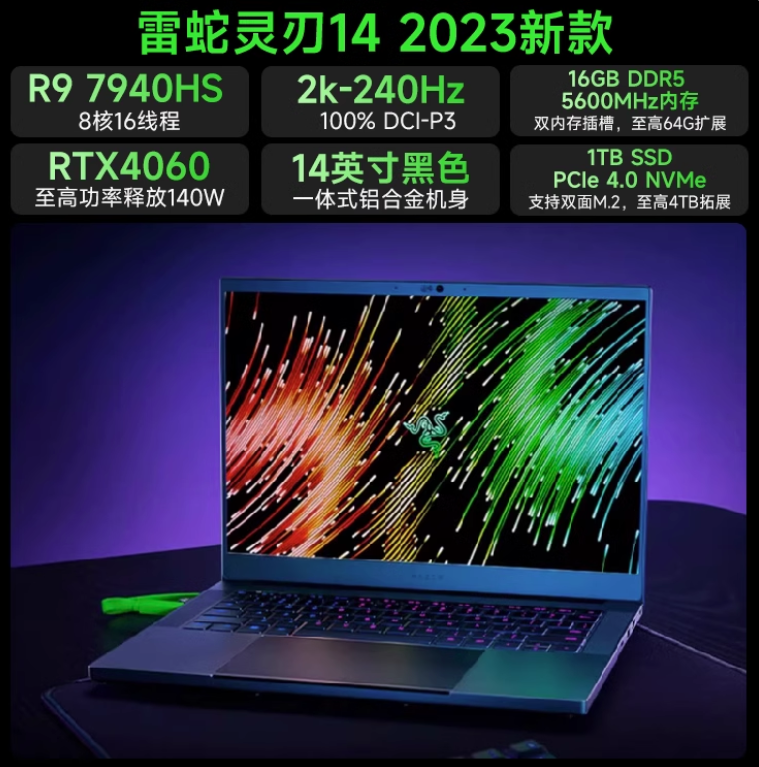 雷蛇灵刃14 2023新款
R9 7940HS
8核16线程
2k-240Hz
100% DCI-P3
16GB DDR5
5600MHz内存
双内存插槽，至高64G扩展
RTX4060
至高功率释放140W
14英寸黑色
一体式铝合金机身
1TB SSD
PCIe 4.0 NVMe
支持双面M.2，至高4TB拓展
RAZER